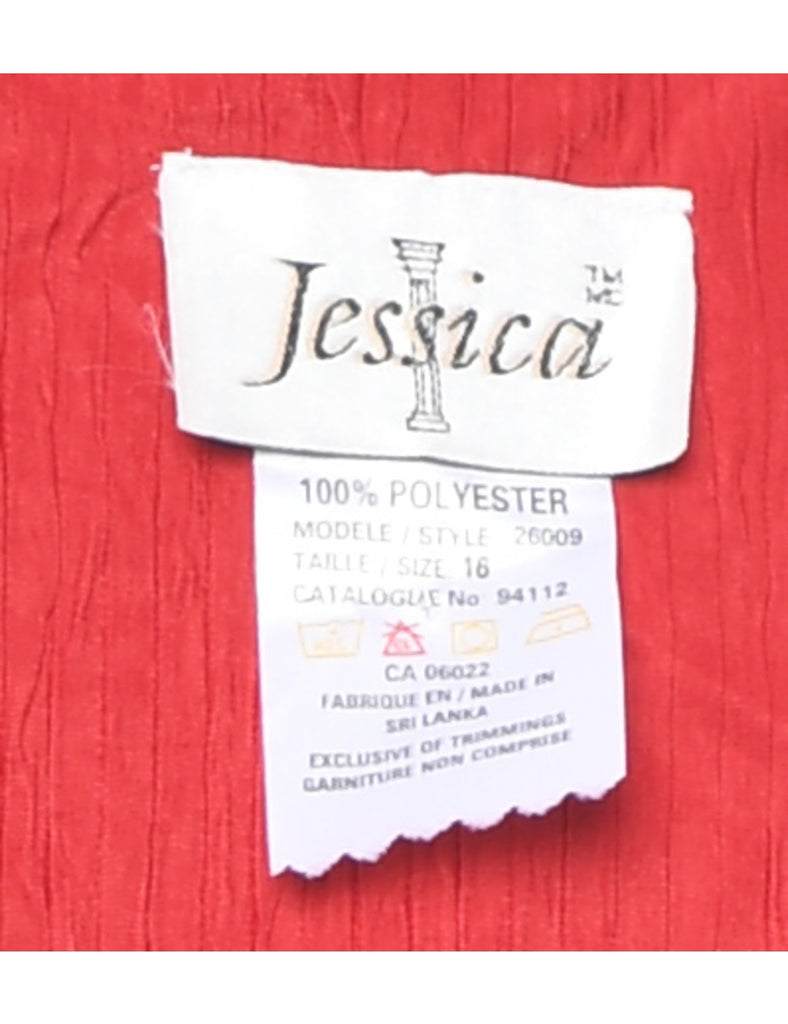 Jessica
TM
MC
100% POLYESTER
MODELE / STYLE 26009
TAILLE / SIZE 16
CATALOGUE No 94112
CA 06022
FABRIQUE EN / MADE IN
SRI LANKA
EXCLUSIVE OF TRIMMINGS
GARNITURE NON COMPRISE